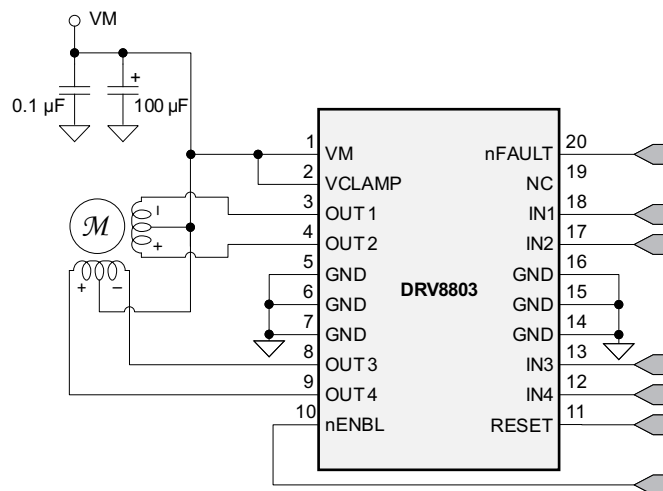 VM
+
0.1 µF
100 µF
1
VM
nFAULT
20
2
VCLAMP
NC
19
3
OUT1
IN1
18
4
OUT2
IN2
17
5
GND
GND
16
6
GND
GND
15
7
GND
GND
14
8
OUT3
IN3
13
9
OUT4
IN4
12
10
nENBL
RESET
11
DRV8803
M
–
+
+
–